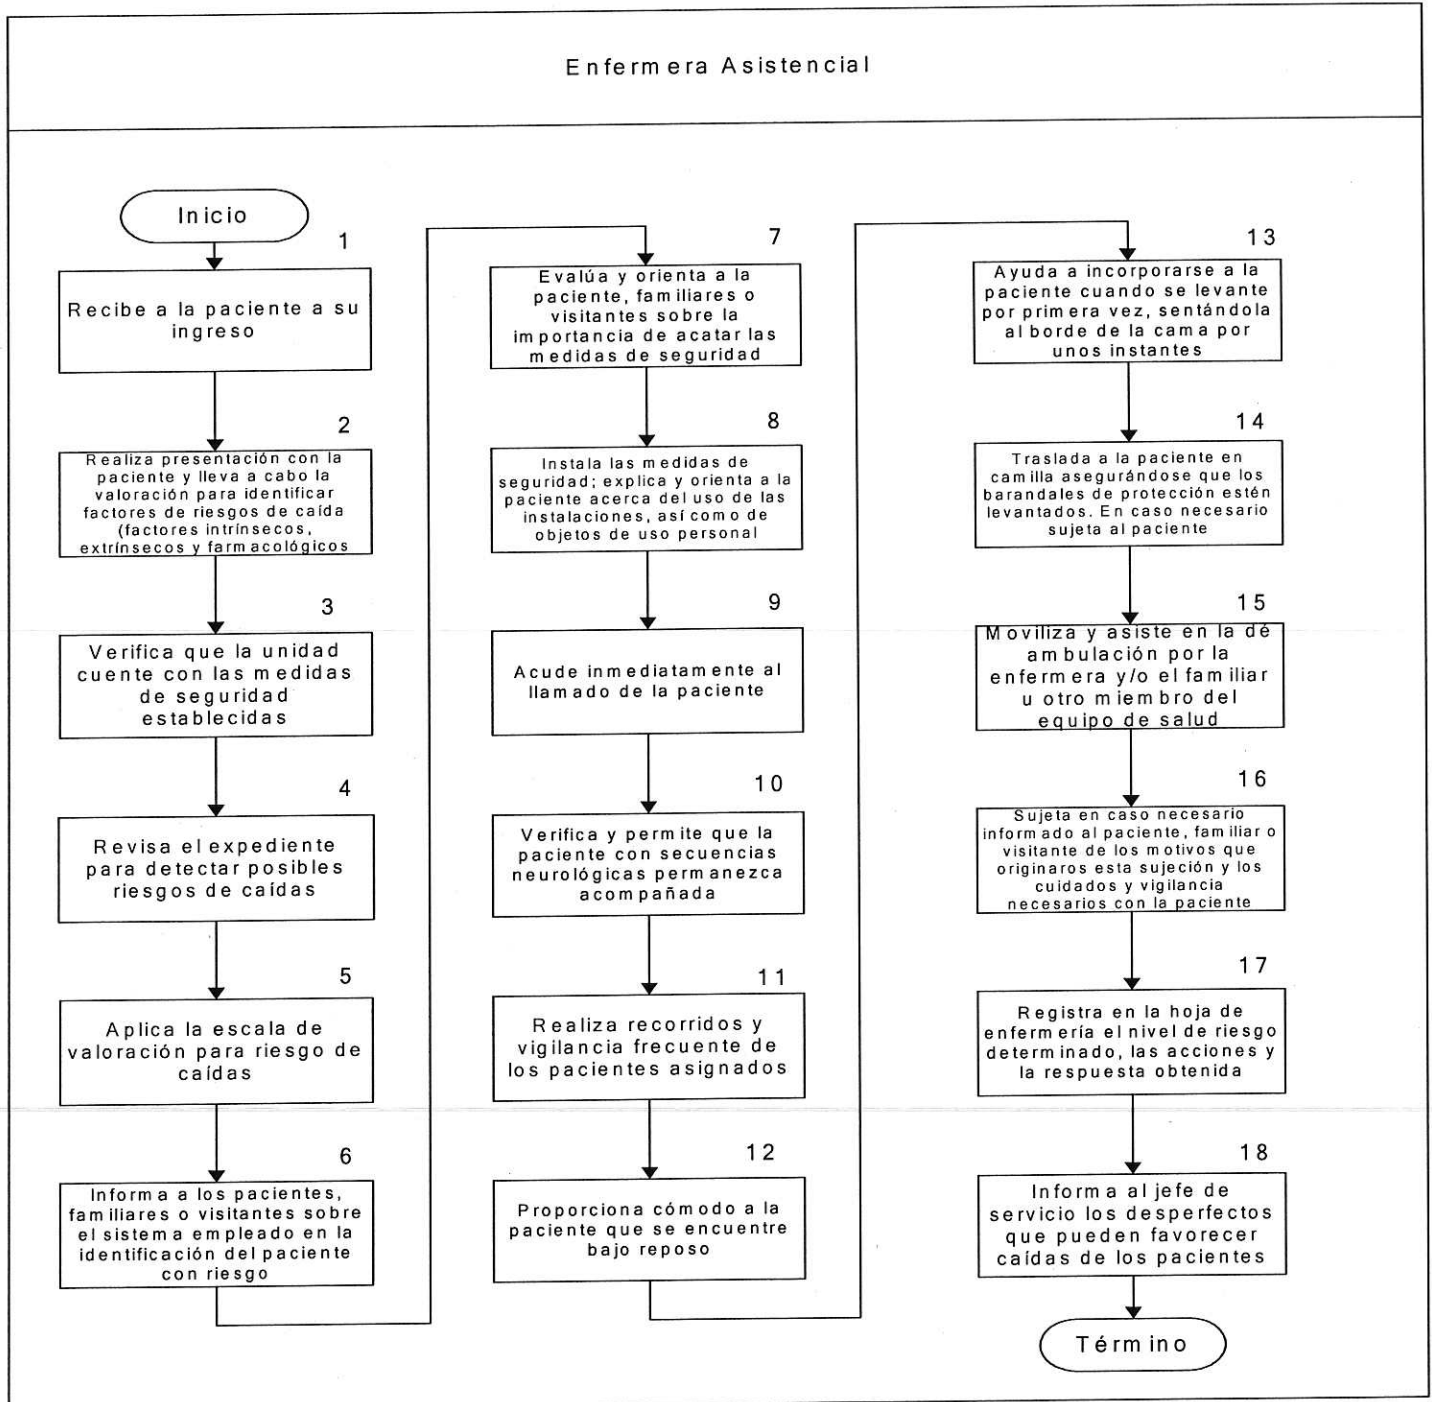 Enfermera Asistencial
Inicio
1
Recibe a la paciente a su
ingreso
2
Realiza presentación con la
paciente y lleva a cabo la
valoración para identificar
factores de riesgos de caída
(factores intrínsecos,
extrínsecos y farmacológicos
3
Verifica que la unidad
cuente con las medidas
de seguridad
establecidas
4
Revisa el expediente
para detectar posibles
riesgos de caídas
5
Aplica la escala de
valoración para riesgo de
caídas
6
Informa a los pacientes,
familiares o visitantes sobre
el sistema empleado en la
identificación del paciente
con riesgo
7
Evalúa y orienta a la
paciente, familiares o
visitantes sobre la
importancia de acatar las
medidas de seguridad
8
Instala las medidas de
seguridad; explica y orienta a la
paciente acerca del uso de las
instalaciones, así como de
objetos de uso personal
9
Acude inmediatamente al
llamado de la paciente
10
Verifica y permite que la
paciente con secuencias
neurológicas permanezca
acompañada
11
Realiza recorridos y
vigilancia frecuente de
los pacientes asignados
12
Proporciona cómodo a la
paciente que se encuentre
bajo reposo
13
Ayuda a incorporarse a la
paciente cuando se levante
por primera vez, sentándola
al borde de la cama por
unos instantes
14
Traslada a la paciente en
camilla asegurándose que los
barandales de protección estén
levantados. En caso necesario
sujeta al paciente
15
Moviliza y asiste en la dé
ambulación por la
enfermera y/o el familiar
u otro miembro del
equipo de salud
16
Sujeta en caso necesario
informado al paciente, familiar o
visitante de los motivos que
originaros esta sujeción y los
cuidados y vigilancia
necesarios con la paciente
17
Registra en la hoja de
enfermería el nivel de riesgo
determinado, las acciones y
la respuesta obtenida
18
Informa al jefe de
servicio los desperfectos
que pueden favorecer
caídas de los pacientes
Término